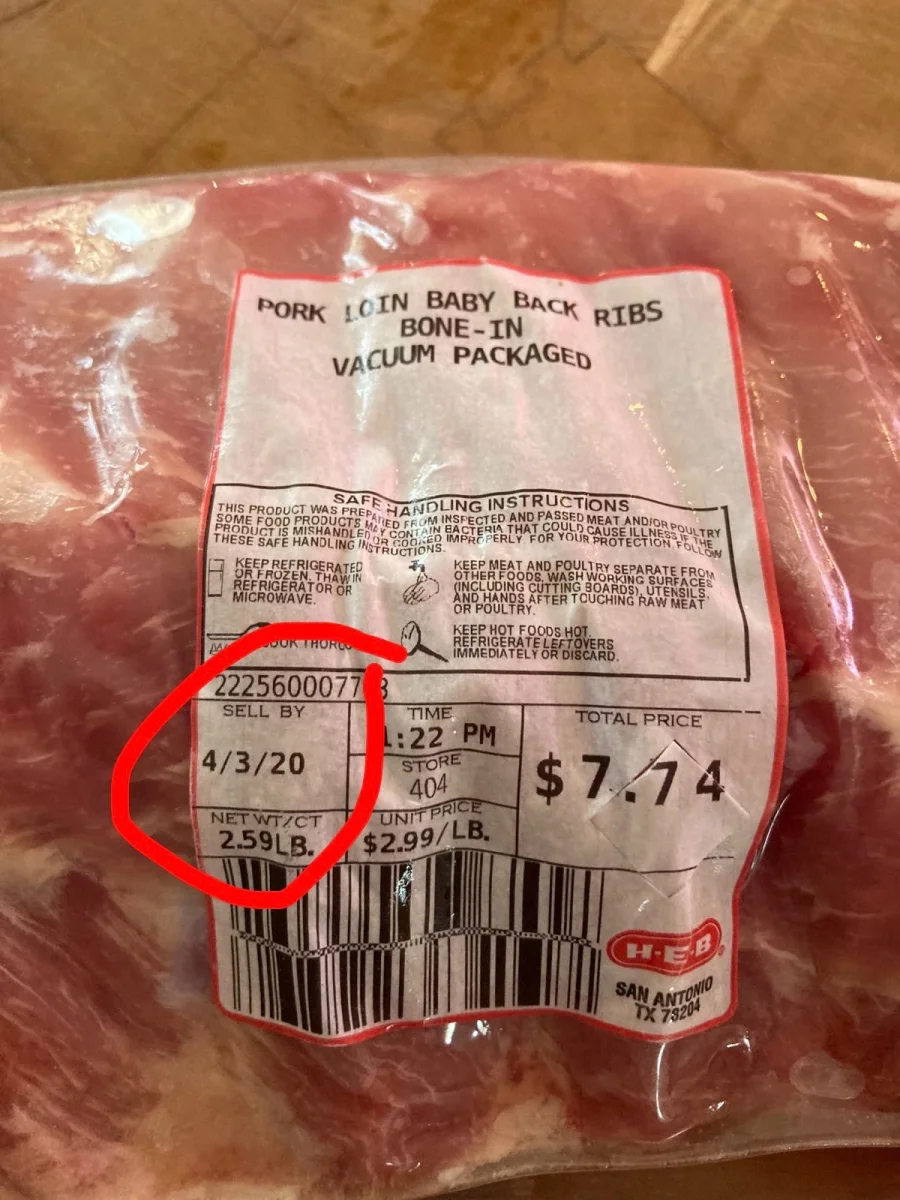 PORK LOIN BABY BACK RIBS
BONE-IN
VACUUM PACKAGED
SAFE HANDLING INSTRUCTIONS
THIS PRODUCT WAS PREPARED FROM INSPECTED AND PASSED MEAT AND/OR POULTRY
SOME FOOD PRODUCTS MAY CONTAIN BACTERIA THAT COULD CAUSE ILLNESS IF THE
PRODUCT IS MISHANDLED OR COOKED IMPROPERLY. FOR YOUR PROTECTION, FOLLOW
THESE SAFE HANDLING INSTRUCTIONS.
KEEP REFRIGERATED
OR FROZEN, THAW IN
REFRIGERATOR OR
MICROWAVE.
KEEP MEAT AND POULTRY SEPARATE FROM
OTHER FOODS, WASH WORKING SURFACES
(INCLUDING CUTTING BOARDS), UTENSILS,
AND HANDS AFTER TOUCHING RAW MEAT
OR POULTRY.
COOK
KEEP HOT FOODS HOT.
REFRIGERATE LEFTOVERS
IMMEDIATELY OR DISCARD.
SELL BY
4/3/20
TIME
1:22 PM
STORE
404
TOTAL PRICE
$7.74
NET WT/CT
2.59LB.
UNIT PRICE
$2.99/LB.
H-E-B
SAN ANTONIO
TX 78204